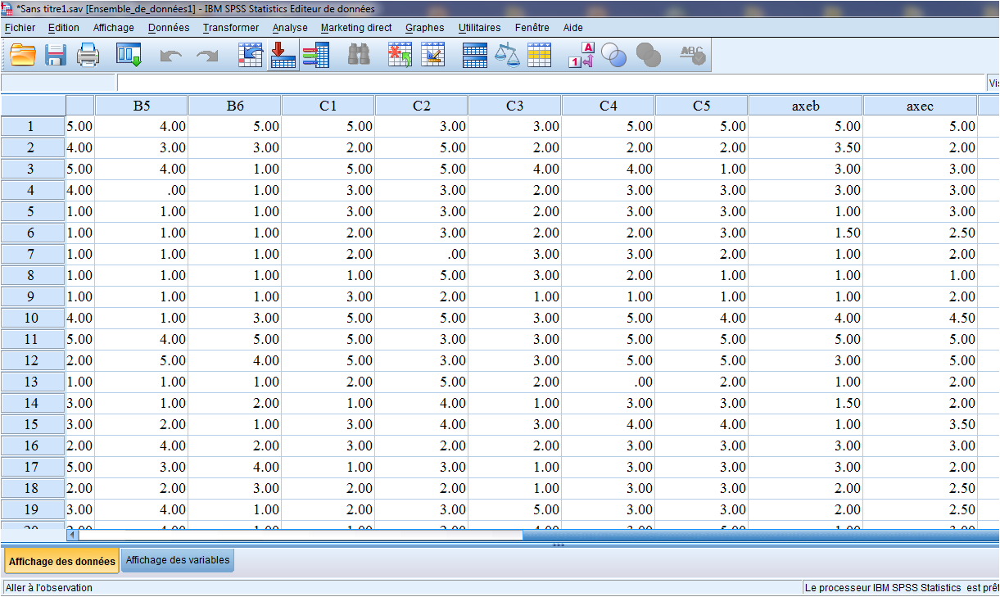 *Sans titre1.sav [Ensemble_de_données1] - IBM SPSS Statistics Editeur de données
Fichier Edition Affichage Données Transformer Analyse Marketing direct Graphes Utilitaires Fenêtre Aide
A
1
ABC
Vis
B5 B6 C1 C2 C3 C4 C5 axeb axec
1 5.00 4.00 5.00 5.00 3.00 3.00 5.00 5.00 5.00 5.00
2 4.00 3.00 3.00 2.00 5.00 2.00 2.00 2.00 3.50 2.00
3 5.00 4.00 1.00 5.00 5.00 4.00 4.00 1.00 3.00 3.00
4 4.00 .00 1.00 3.00 3.00 2.00 3.00 3.00 3.00 3.00
5 1.00 1.00 1.00 3.00 3.00 2.00 3.00 3.00 1.00 3.00
6 1.00 1.00 1.00 2.00 3.00 2.00 2.00 3.00 1.50 2.50
7 1.00 1.00 1.00 2.00 .00 3.00 3.00 2.00 1.00 2.00
8 1.00 1.00 1.00 1.00 5.00 3.00 2.00 1.00 1.00 1.00
9 1.00 1.00 1.00 3.00 2.00 1.00 1.00 1.00 1.00 2.00
10 4.00 1.00 3.00 5.00 5.00 3.00 5.00 4.00 4.00 4.50
11 5.00 4.00 5.00 5.00 3.00 3.00 5.00 5.00 5.00 5.00
12 2.00 5.00 4.00 5.00 3.00 3.00 5.00 5.00 3.00 5.00
13 1.00 1.00 1.00 2.00 5.00 2.00 .00 2.00 1.00 2.00
14 3.00 1.00 2.00 1.00 4.00 1.00 3.00 3.00 1.50 2.00
15 3.00 2.00 1.00 3.00 4.00 3.00 4.00 4.00 1.00 3.50
16 2.00 4.00 2.00 3.00 2.00 2.00 3.00 3.00 3.00 3.00
17 5.00 3.00 4.00 1.00 3.00 1.00 3.00 3.00 3.00 2.00
18 2.00 2.00 3.00 2.00 2.00 1.00 3.00 3.00 2.00 2.50
19 3.00 4.00 1.00 2.00 3.00 5.00 3.00 3.00 2.00 2.50
Affichage des données Affichage des variables
Aller à l'observation Le processeur IBM SPSS Statistics est prêt